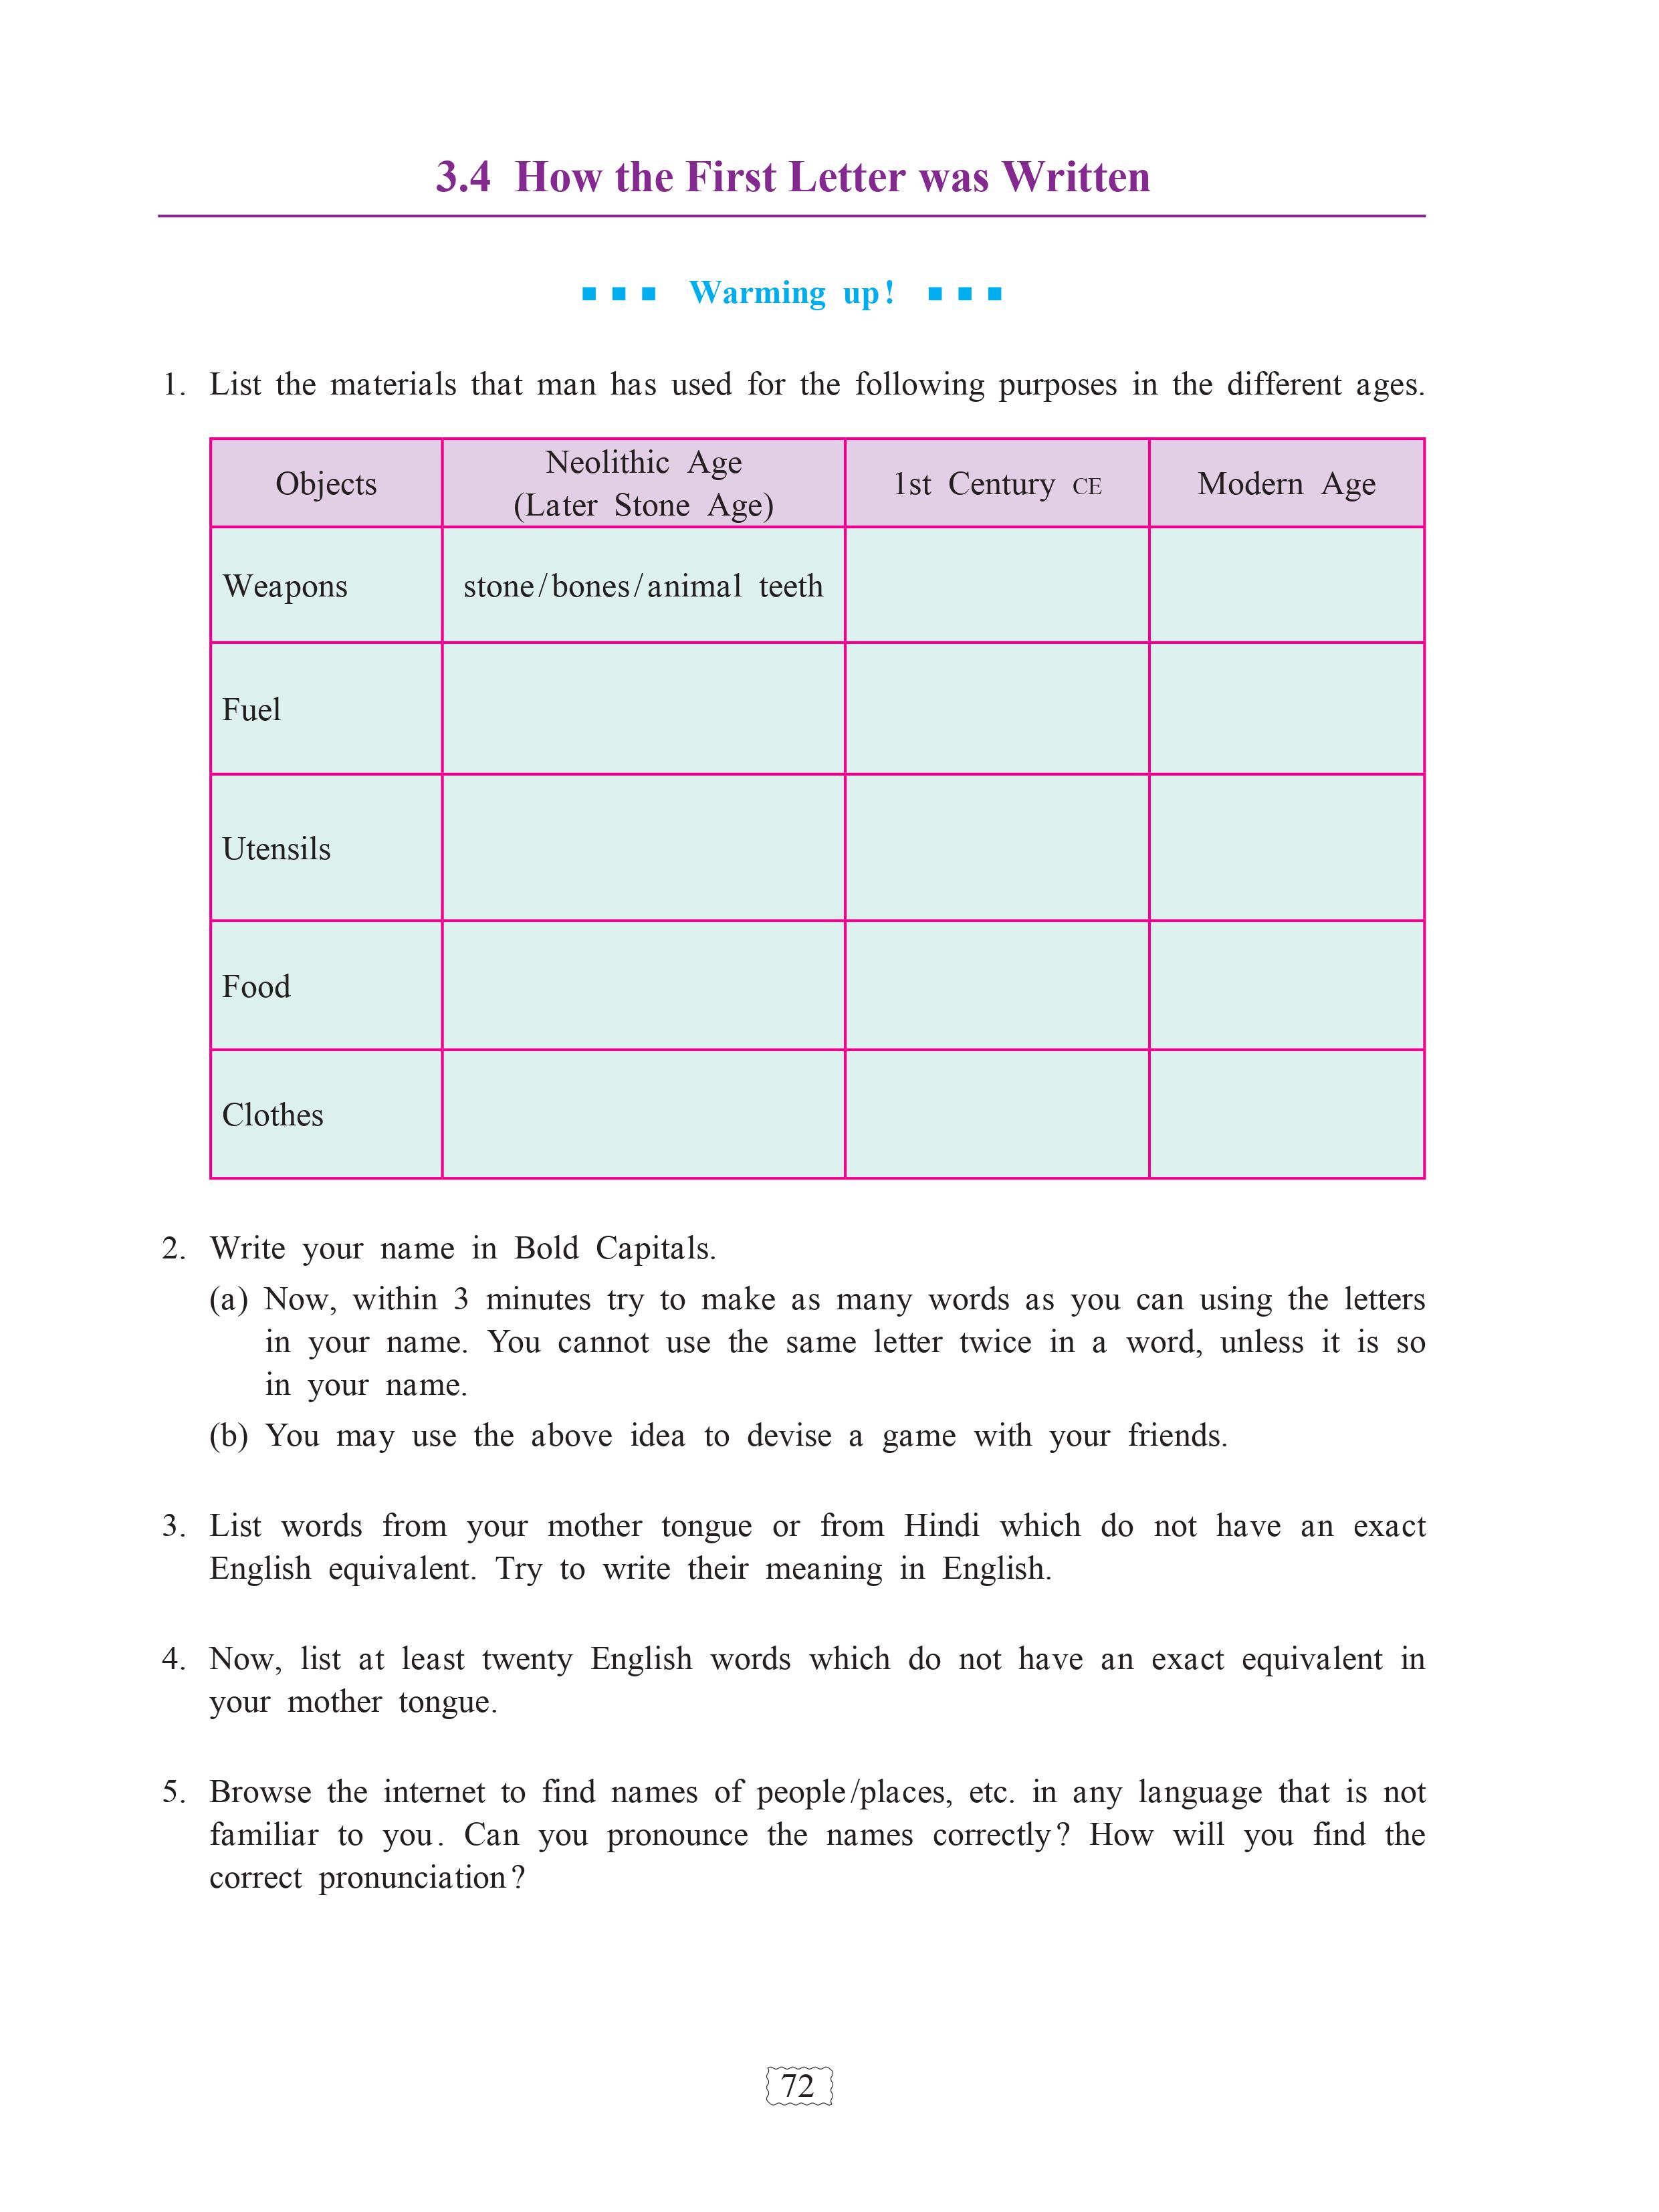 3.4 How the First Letter was Written
Warming up!
1. List the materials that man has used for the following purposes in the different ages.
Objects
Neolithic Age
(Later Stone Age)
1st Century CE
Modern Age
Weapons
stone/bones/animal teeth
Fuel
Utensils
Food
Clothes
2. Write your name in Bold Capitals.
(a) Now, within 3 minutes try to make as many words as you can using the letters
in your name. You cannot use the same letter twice in a word, unless it is so
in your name.
(b) You may use the above idea to devise a game with your friends.
3. List words from your mother tongue or from Hindi which do not have an exact
English equivalent. Try to write their meaning in English.
4. Now, list at least twenty English words which do not have an exact equivalent in
your mother tongue.
5. Browse the internet to find names of people/places, etc. in any language that is not
familiar to you. Can you pronounce the names correctly? How will you find the
correct pronunciation?
72